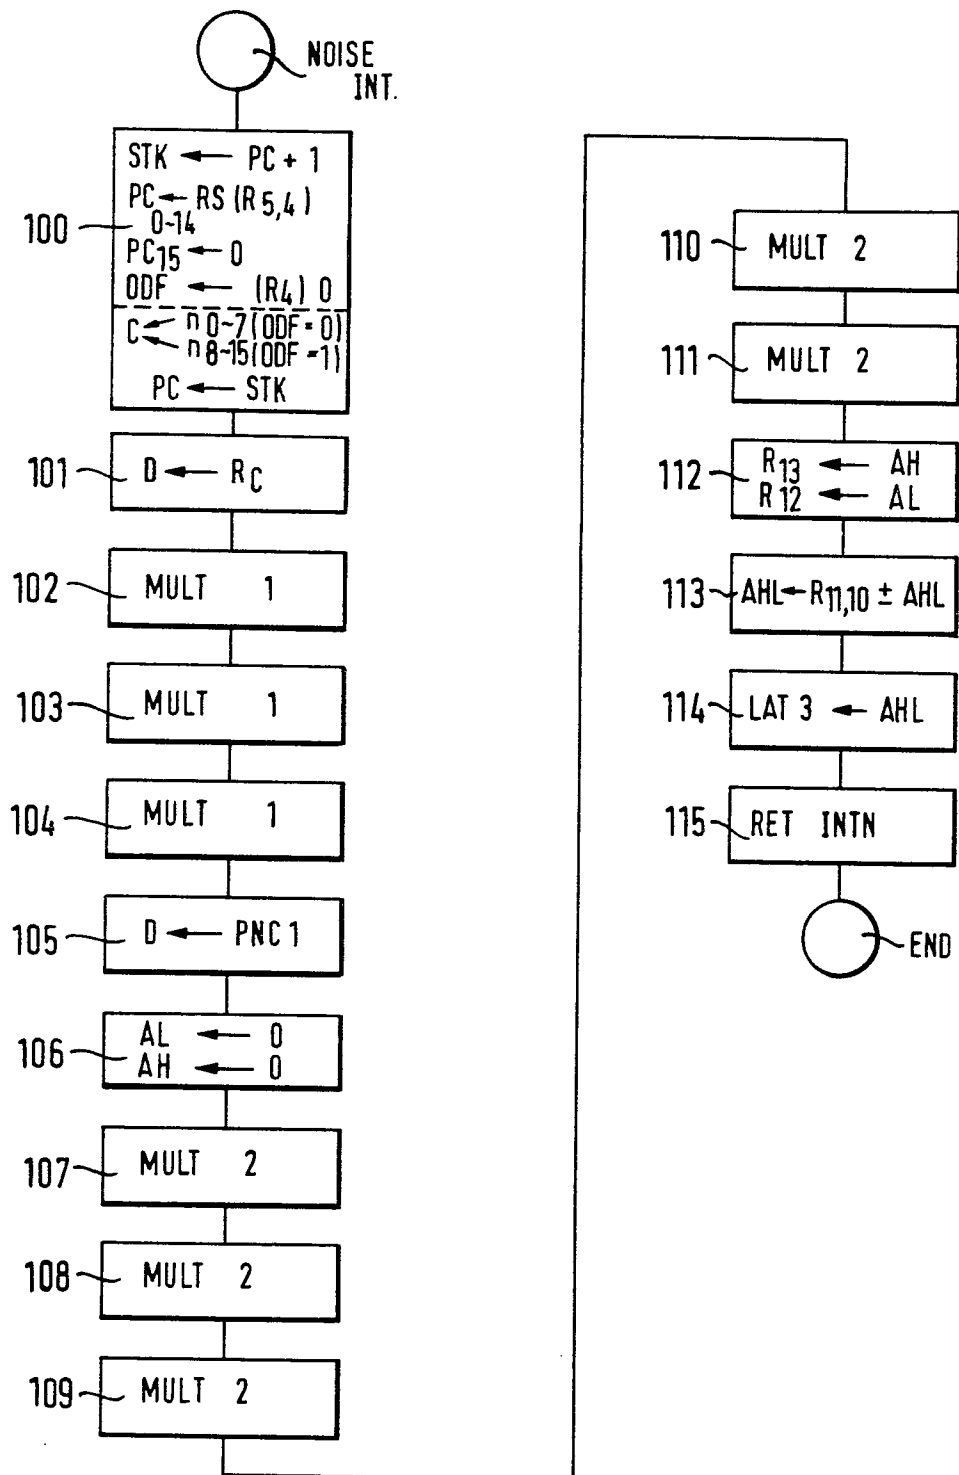 NOISE
INT.
STK ← PC + 1
PC ← RS (R5,4)
0~14
100
PC15 ← 0
ODF ← (R4) 0
C ← n 0~7 (ODF = 0)
← n 8~15 (ODF = 1)
PC ← STK
101 D ← RC
102 MULT 1
103 MULT 1
104 MULT 1
105 D ← PNC 1
106 AL ← 0
AH ← 0
107 MULT 2
108 MULT 2
109 MULT 2
110 MULT 2
111 MULT 2
112 R13 ← AH
R12 ← AL
113 AHL ← R11,10 ± AHL
114 LAT 3 ← AHL
115 RET INTN
END